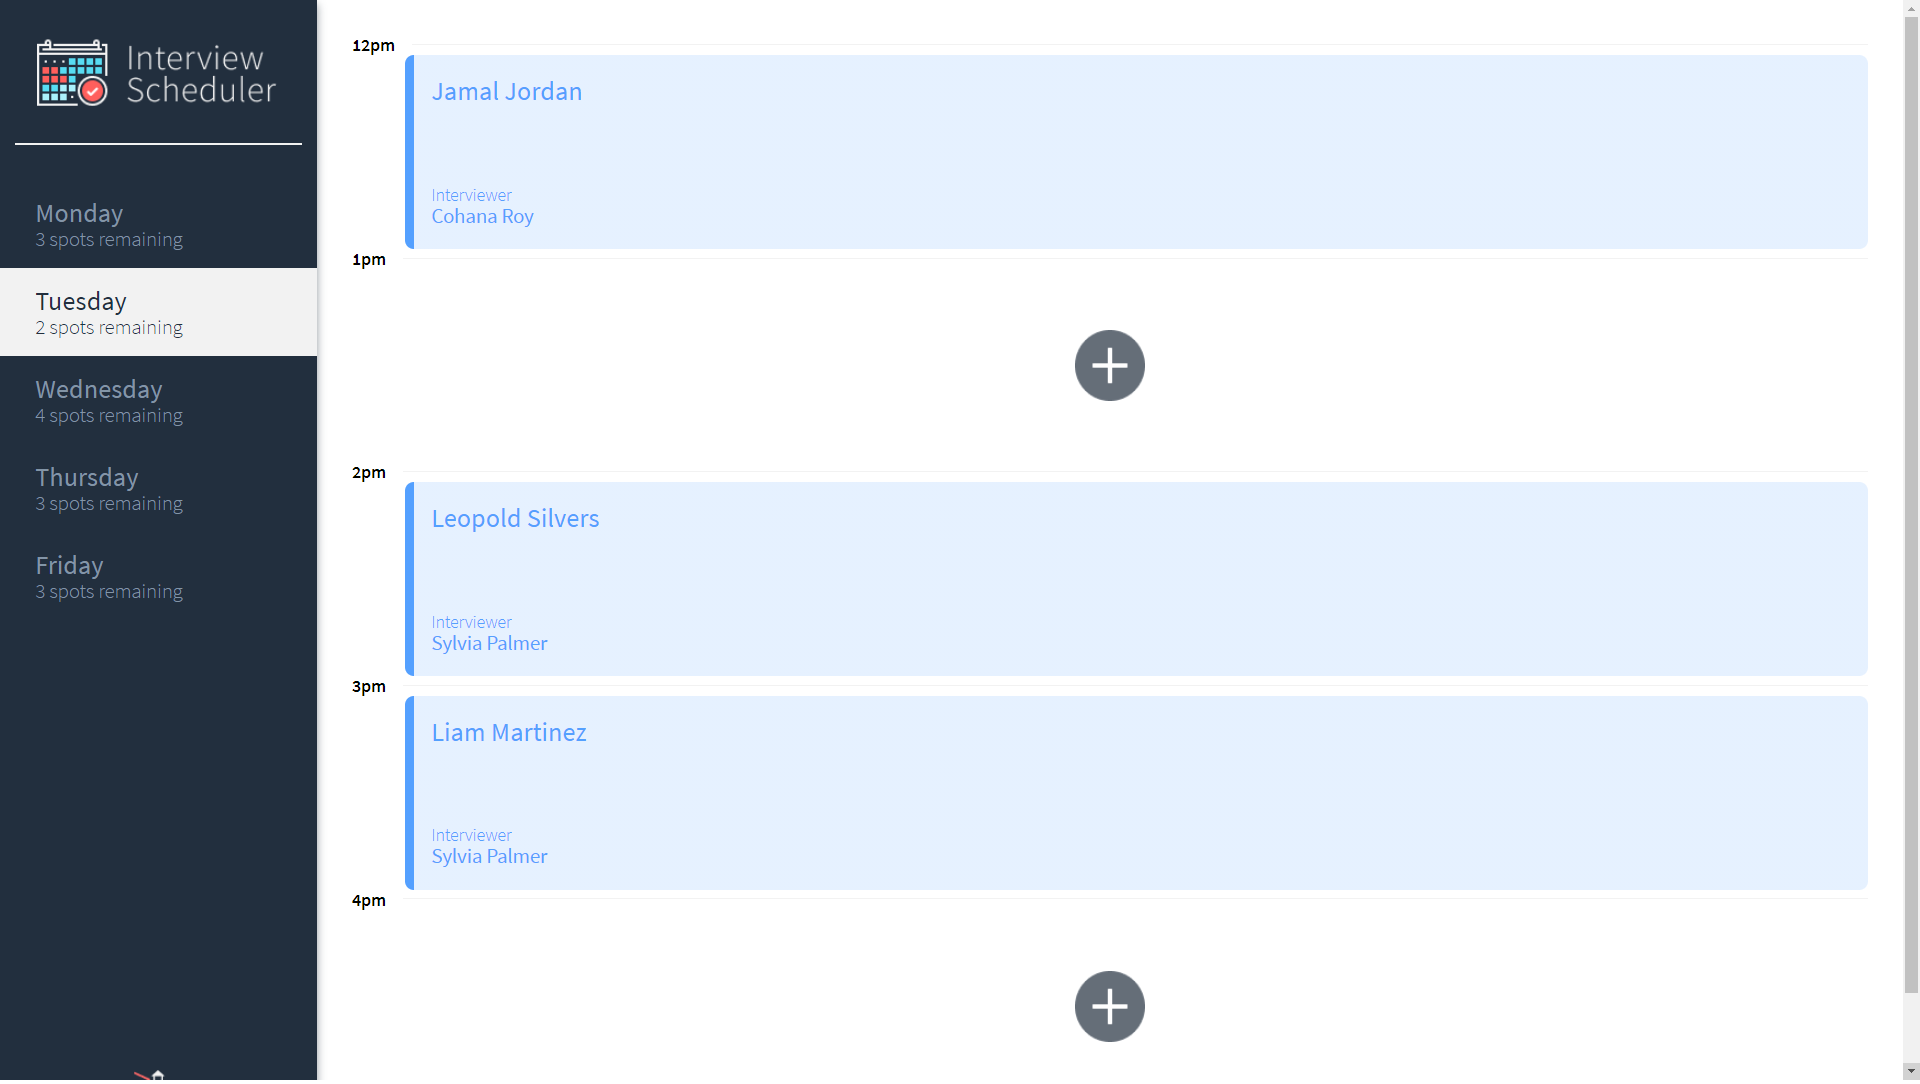 Interview
Scheduler
Monday
3 spots remaining
Tuesday
2 spots remaining
Wednesday
4 spots remaining
Thursday
3 spots remaining
Friday
3 spots remaining
12pm
Jamal Jordan
Interviewer
Cohana Roy
1pm
2pm
Leopold Silvers
Interviewer
Sylvia Palmer
3pm
Liam Martinez
Interviewer
Sylvia Palmer
4pm